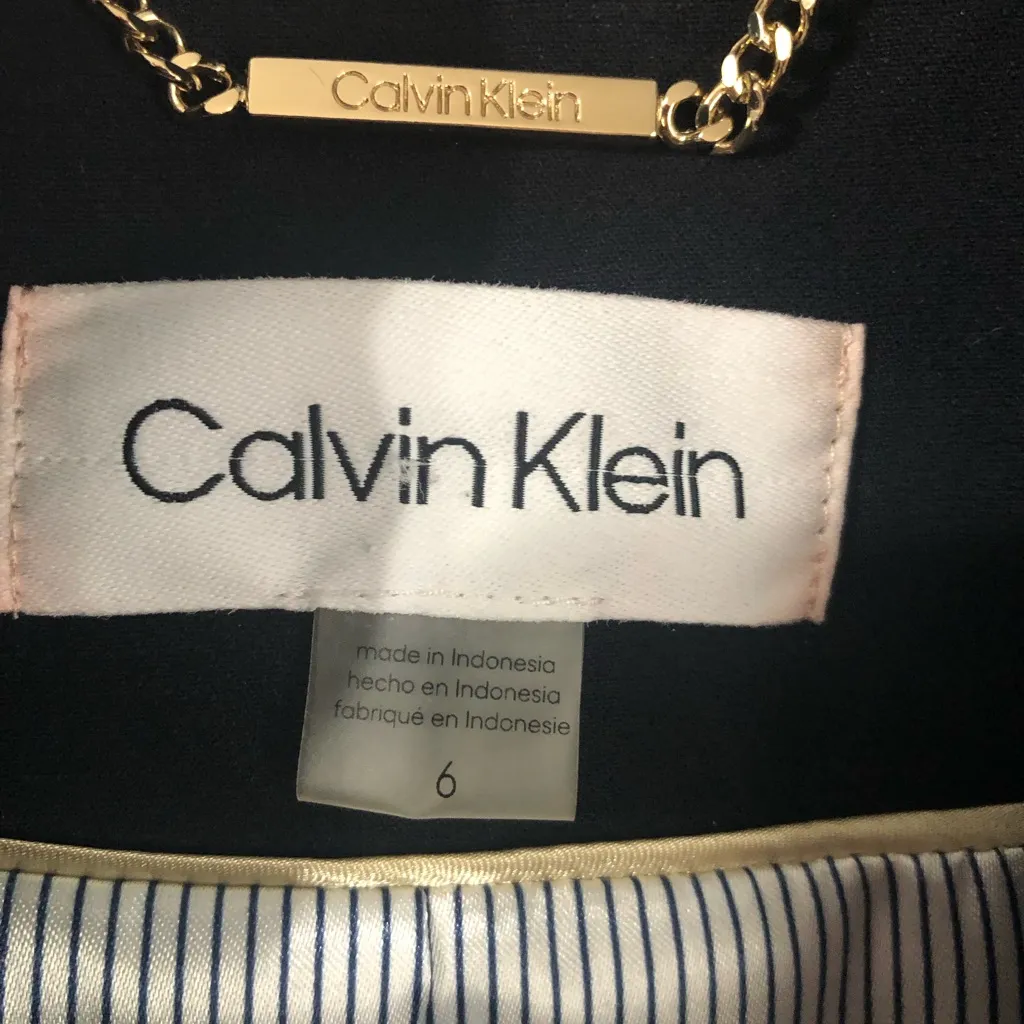 Calvin Klein
Calvin Klein
made in Indonesia
hecho en Indonesia
fabriqué en Indonesie
6